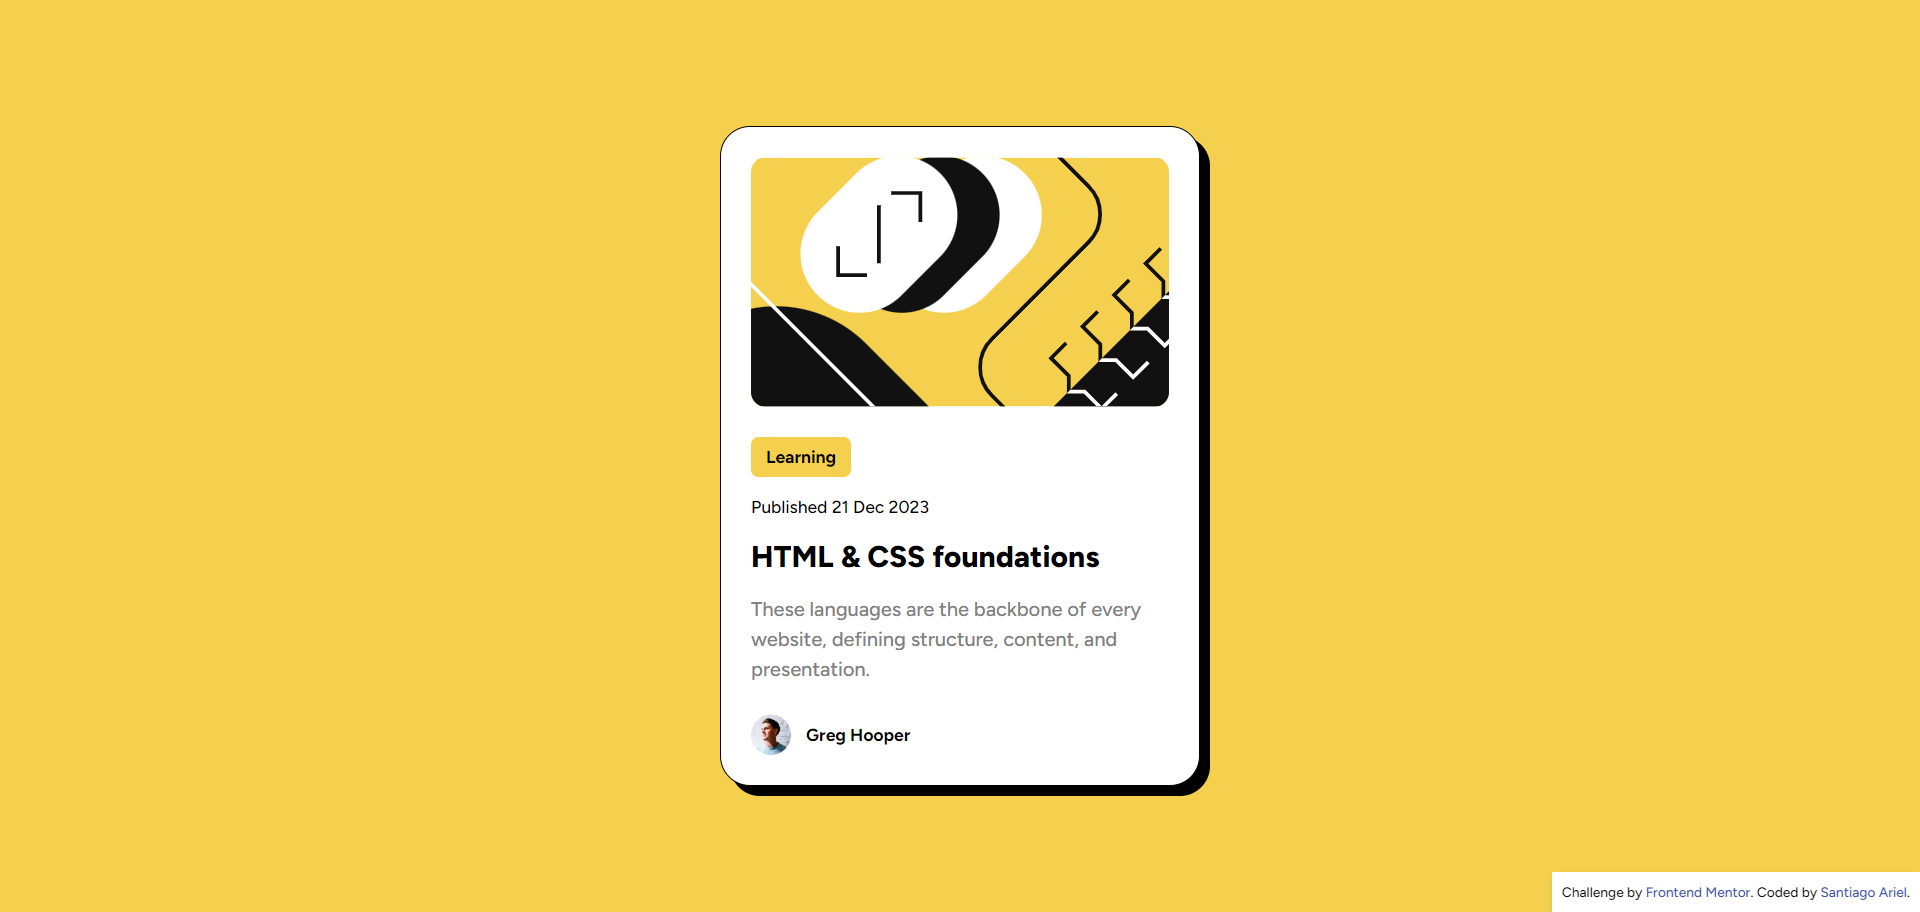 Learning
Published 21 Dec 2023
HTML & CSS foundations
These languages are the backbone of every
website, defining structure, content, and
presentation.
Greg Hooper
Challenge by Frontend Mentor. Coded by Santiago Ariel.